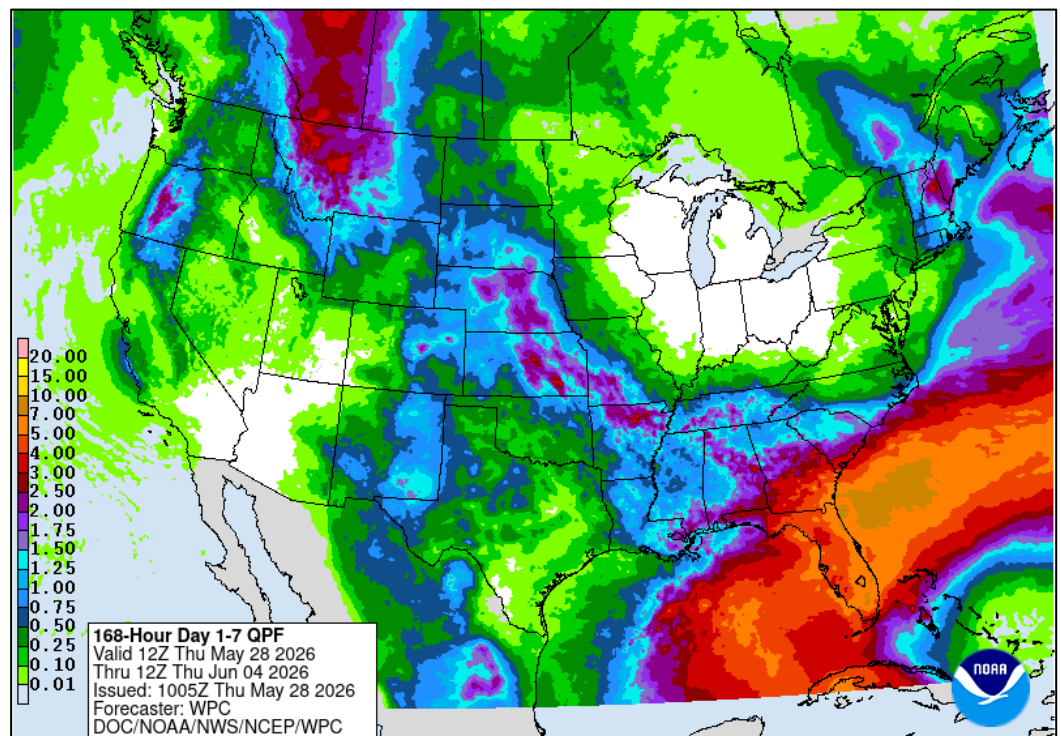 20.00
15.00
10.00
7.00
5.00
4.00
3.00
2.50
2.00
1.75
1.50
1.25
1.00
0.75
0.50
0.25
0.10
0.01
168-Hour Day 1-7 QPF
Valid 12Z Thu May 28 2026
Thru 12Z Thu Jun 04 2026
Issued: 1005Z Thu May 28 2026
Forecaster: WPC
DOC/NOAA/NWS/NCEP/WPC
NOAA